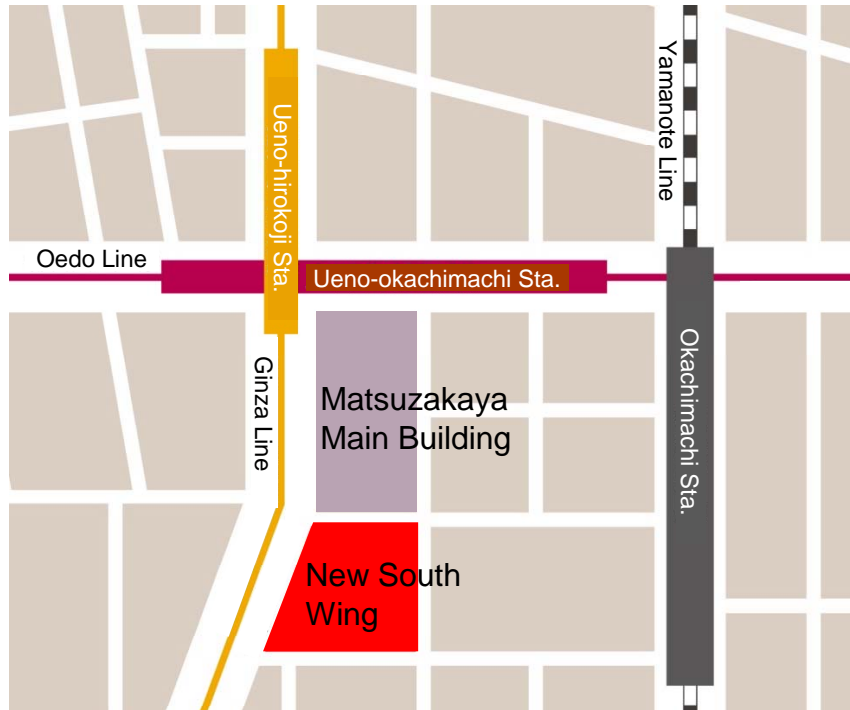 Yamanote Line
Ueno-hirokoji Sta.
Oedo Line
Ueno-okachimachi Sta.
Okachimachi Sta.
Ginza Line
Matsuzakaya
Main Building
New South
Wing